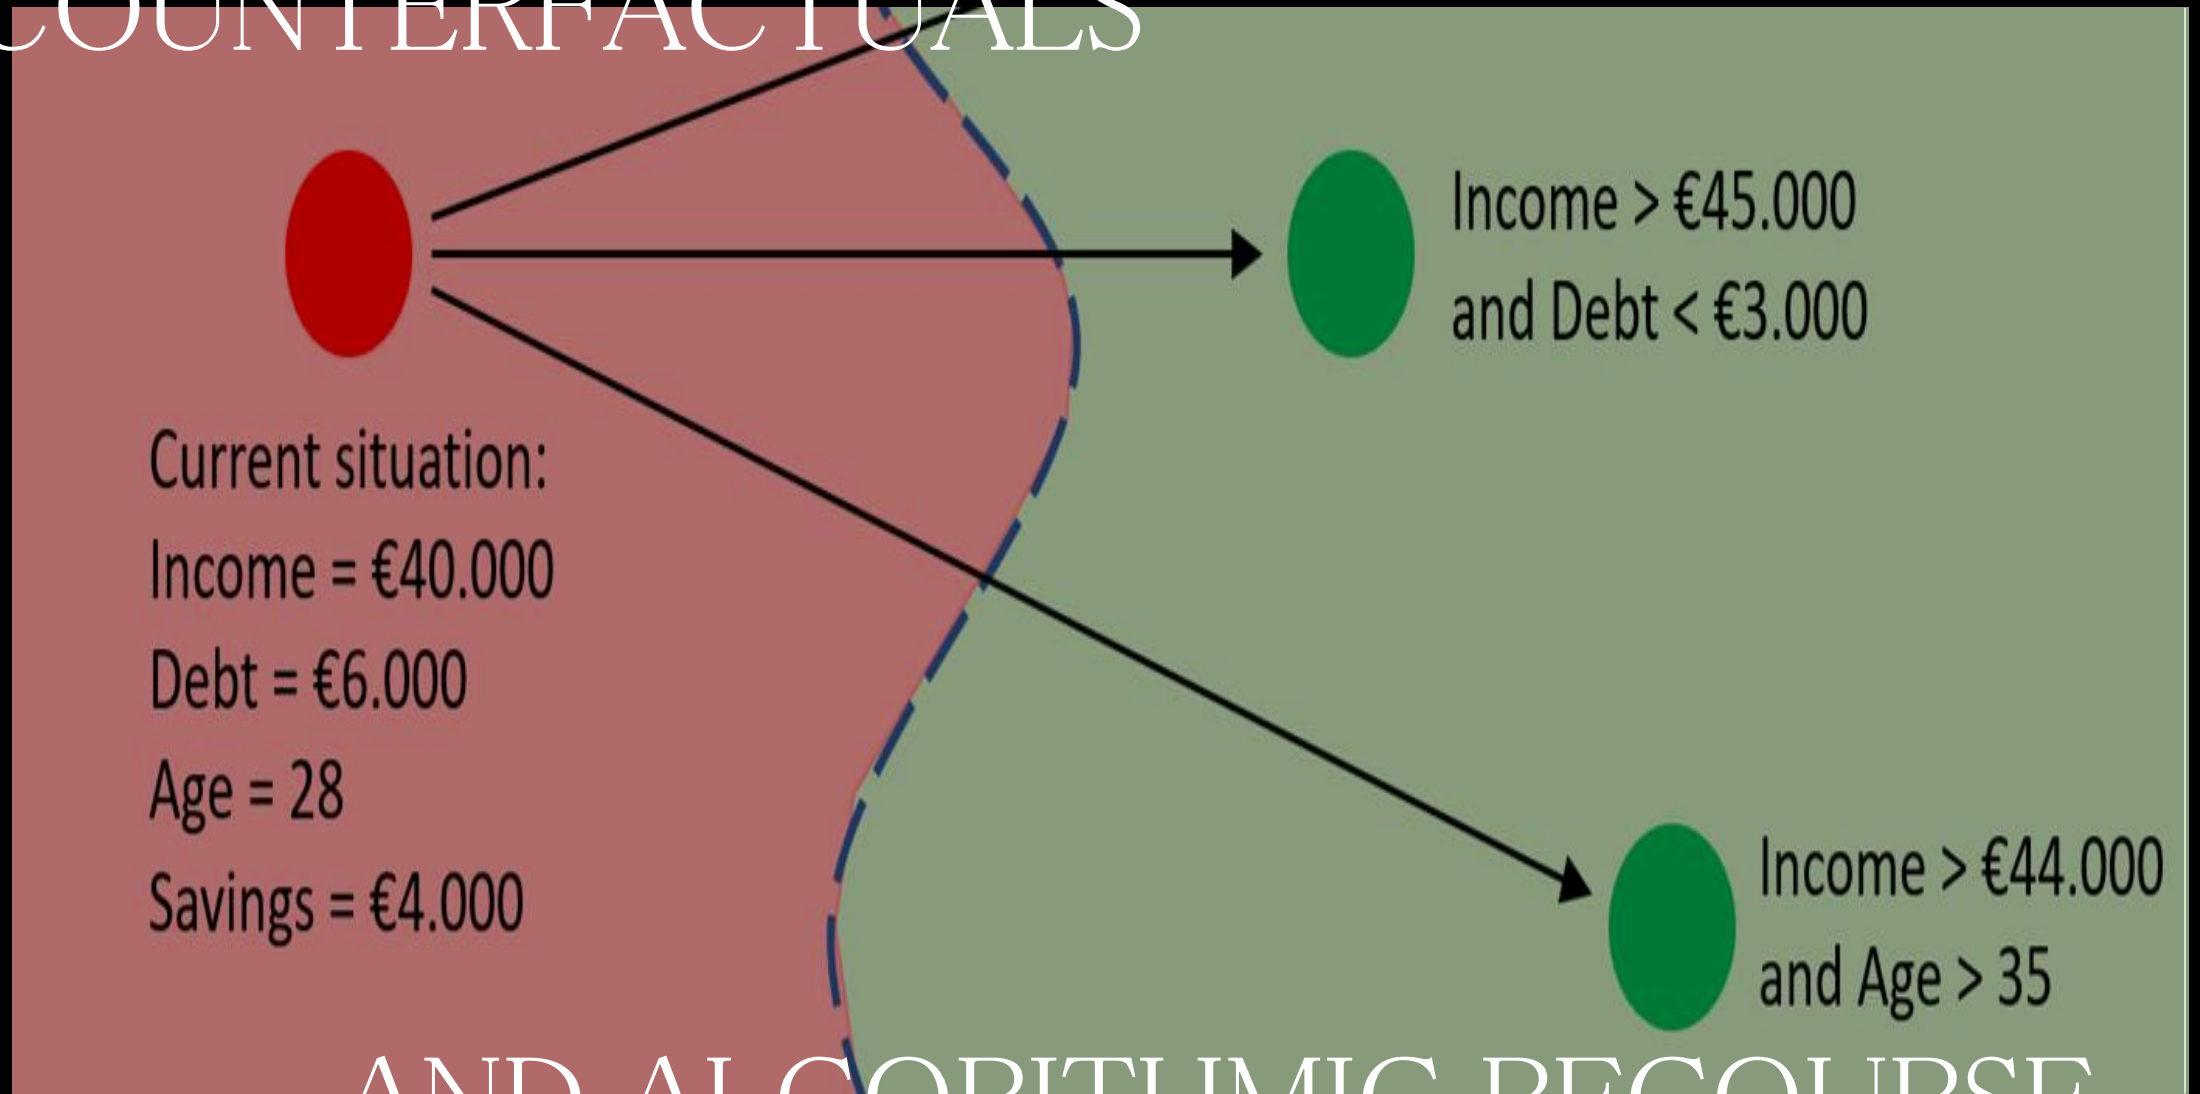 COUNTERFACTUALS
Income > €45.000
and Debt < €3.000
Current situation:
Income = €40.000
Debt = €6.000
Age = 28
Savings = €4.000
Income > €44.000
and Age > 35
AND ALGORITHMIC RECOURSE